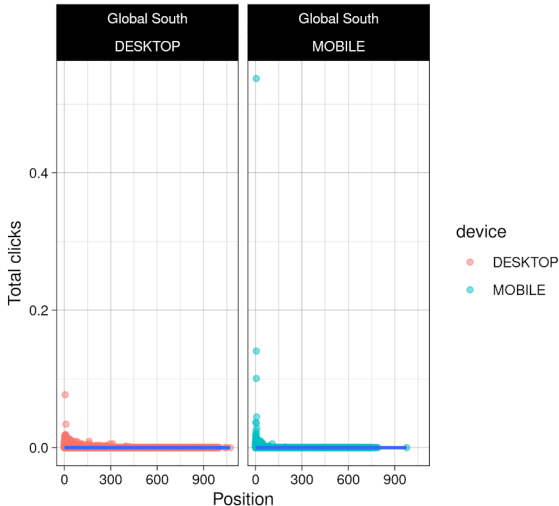 Global South
DESKTOP
Global South
MOBILE
Total clicks
0.4
0.2
0.0
0 300 600 900
0 300 600 900
Position
device
DESKTOP
MOBILE